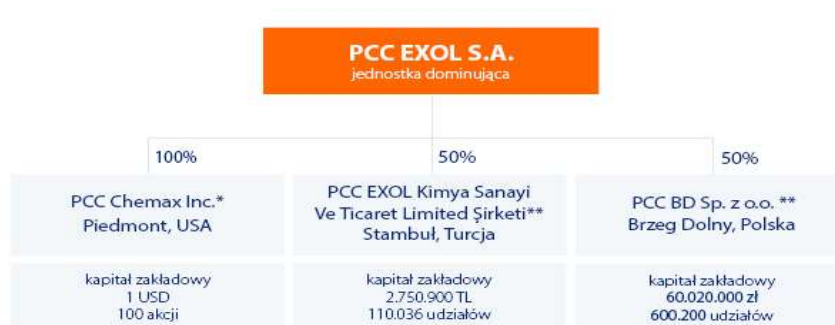 PCC EXOL S.A.
jednostka dominująca
100%
50%
50%
PCC Chemax Inc.*
Piedmont, USA
PCC EXOL Kimya Sanayi
Ve Ticaret Limited Şirketi**
Stambuł, Turcja
PCC BD Sp. z o.o. **
Brzeg Dolny, Polska
kapitał zakładowy
1 USD
100 akcji
kapitał zakładowy
2.750.900 TL
110.036 udziałów
kapitał zakładowy
60.020.000 zł
600.200 udziałów